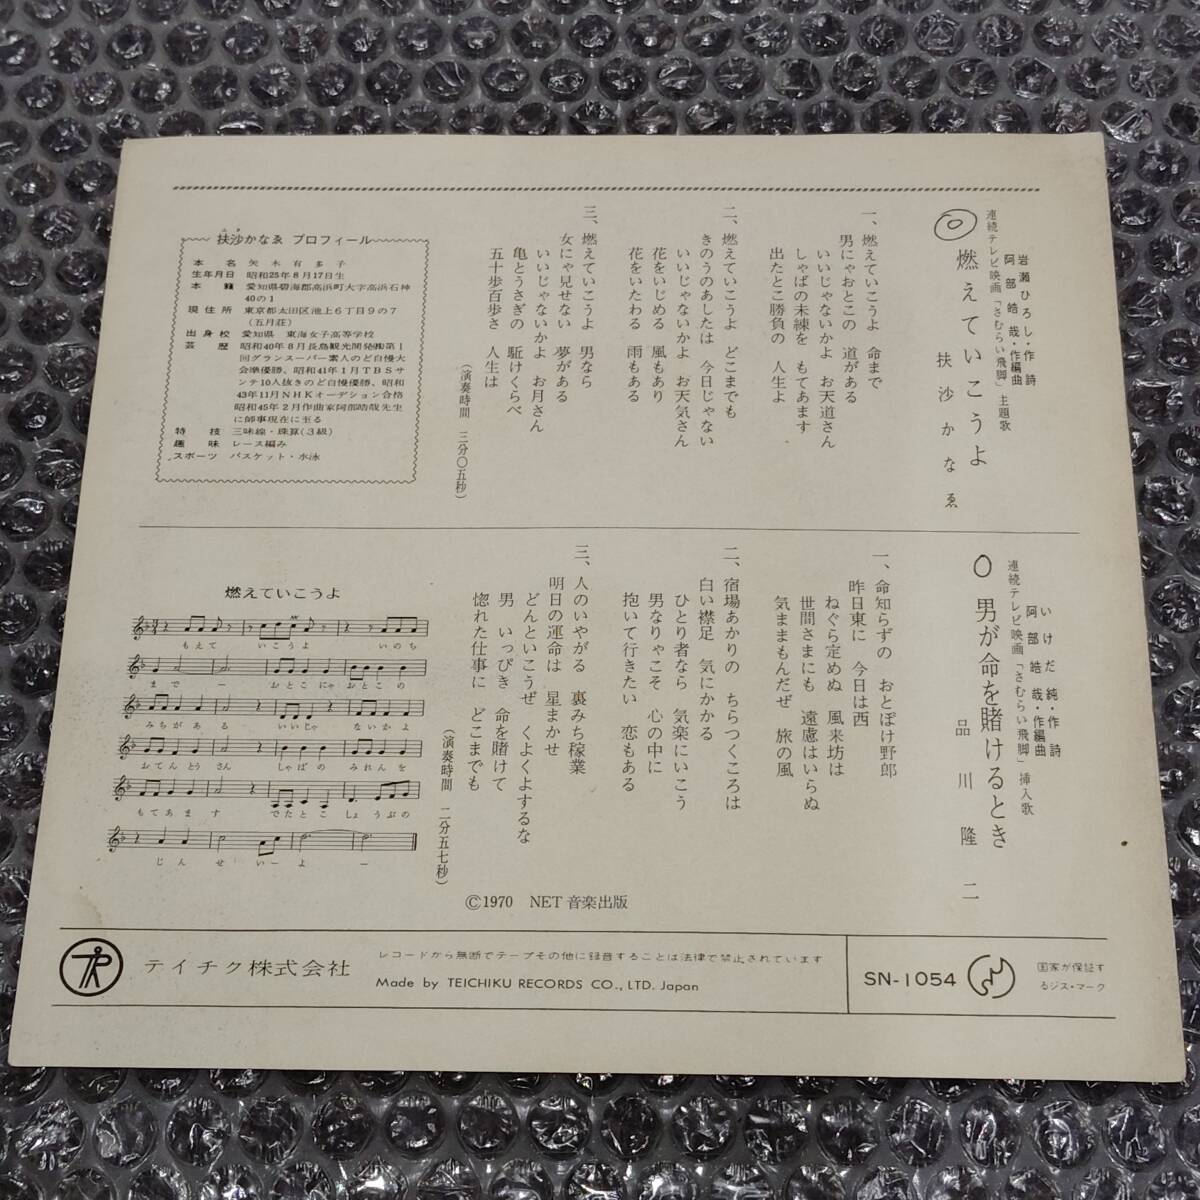 連続テレビ映画「さむらい飛脚」主題歌
岩瀬ひろし・作詩
阿部皓哉・作編曲
燃えていこうよ
扶沙かなゑ
一、燃えていこうよ 命まで
男にゃおとこの 道がある
いいじゃないかよ お天道さん
しゃばの未練を もてあます
出たとこ勝負の 人生よ
二、燃えていこうよ どこまでも
きのうのあしたは 今日じゃない
いいじゃないかよ お天気さん
花をいじめる 風もあり
花をいたわる 雨もある
三、燃えていこうよ 男なら
女にゃ見せない 夢がある
いいじゃないかよ お月さん
亀とうさぎの 駈けくらべ
五十歩百歩さ 人生は
(演奏時間 三分〇五秒)
扶沙かなゑ プロフィール
本名 矢木有多子
生年月日 昭和25年8月17日生
本籍 愛知県碧海郡高浜町大字高浜石神
40の1
現住所 東京都太田区池上6丁目9の7
(五月荘)
出身校 愛知県 東海女子高等学校
芸歴 昭和40年8月長島観光開発㈱第1
回グランスーパー素人のど自慢大
会準優勝、昭和41年1月TBSサ
ンテ10人抜きのど自慢優勝、昭和
43年11月NHKオーデション合格
昭和45年2月作曲家阿部皓哉先生
に師事現在に至る
特技 三味線・珠算(3級)
趣味 レース編み
スポーツ バスケット・水泳
連続テレビ映画「さむらい飛脚」挿入歌
いけだ純・作詩
阿部皓哉・作編曲
男が命を賭けるとき
品川隆二
一、命知らずの おとぼけ野郎
昨日東に 今日は西
ねぐら定めぬ 風来坊は
世間さまにも 遠慮はいらぬ
気ままもんだぜ 旅の風
二、宿場あかりの ちらつくころは
白い襟足 気にかかる
ひとり者なら 気楽にいこう
男なりゃこそ 心の中に
抱いて行きたい 恋もある
三、人のいやがる 裏みち稼業
明日の運命は 星まかせ
どんといこうぜ くよくよするな
男いっぴき 命を賭けて
惚れた仕事に どこまでも
(演奏時間 二分五七秒)
燃えていこうよ
もえて いこうよ いのち
まで ー おとこにゃ おとこの
みちがある いいじゃ ないかよ
おてんとうさん しゃばの みれんを
もてあます でたとこ しょうぶの
じんせいーよー
©1970 NET音楽出版
テイチク株式会社
レコードから無断でテープその他に録音することは法律で禁止されています
Made by TEICHIKU RECORDS CO., LTD. Japan
SN-1054
国家が保証す
るジス・マーク